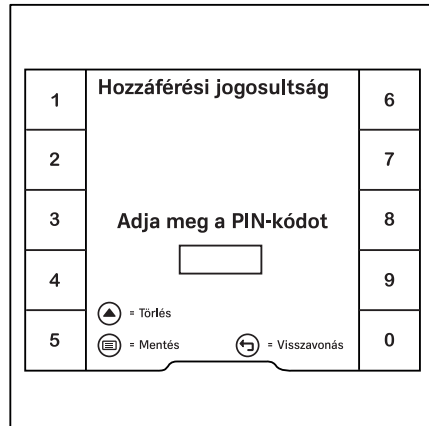 Hozzáférési jogosultság
1
6
2
7
3
Adja meg a PIN-kódot
8
4
9
= Törlés
5
= Mentés
= Visszavonás
0